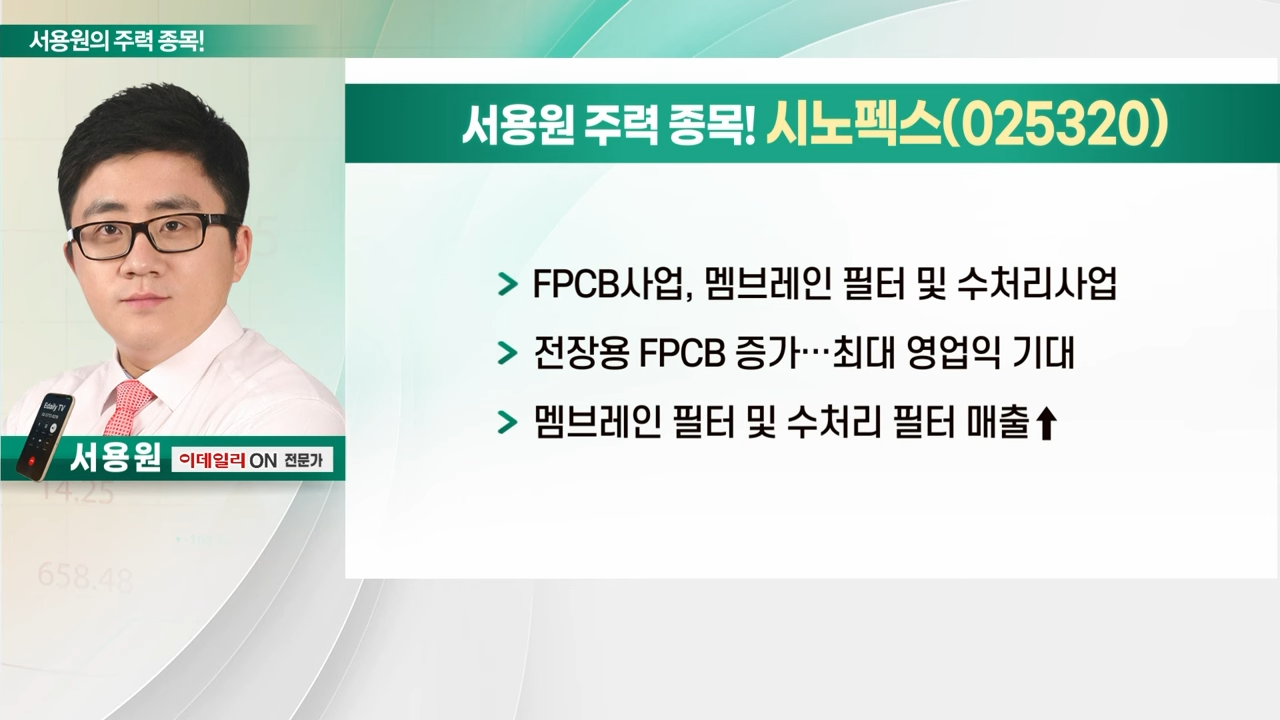 서용원의 주력 종목!
서용원 주력 종목! 시노펙스(025320)
> FPCB사업, 멤브레인 필터 및 수처리사업
> 전장용 FPCB 증가…최대 영업익 기대
> 멤브레인 필터 및 수처리 필터 매출⬆
Edaily TV
서용원 이데일리 ON 전문가
14.25
658.48